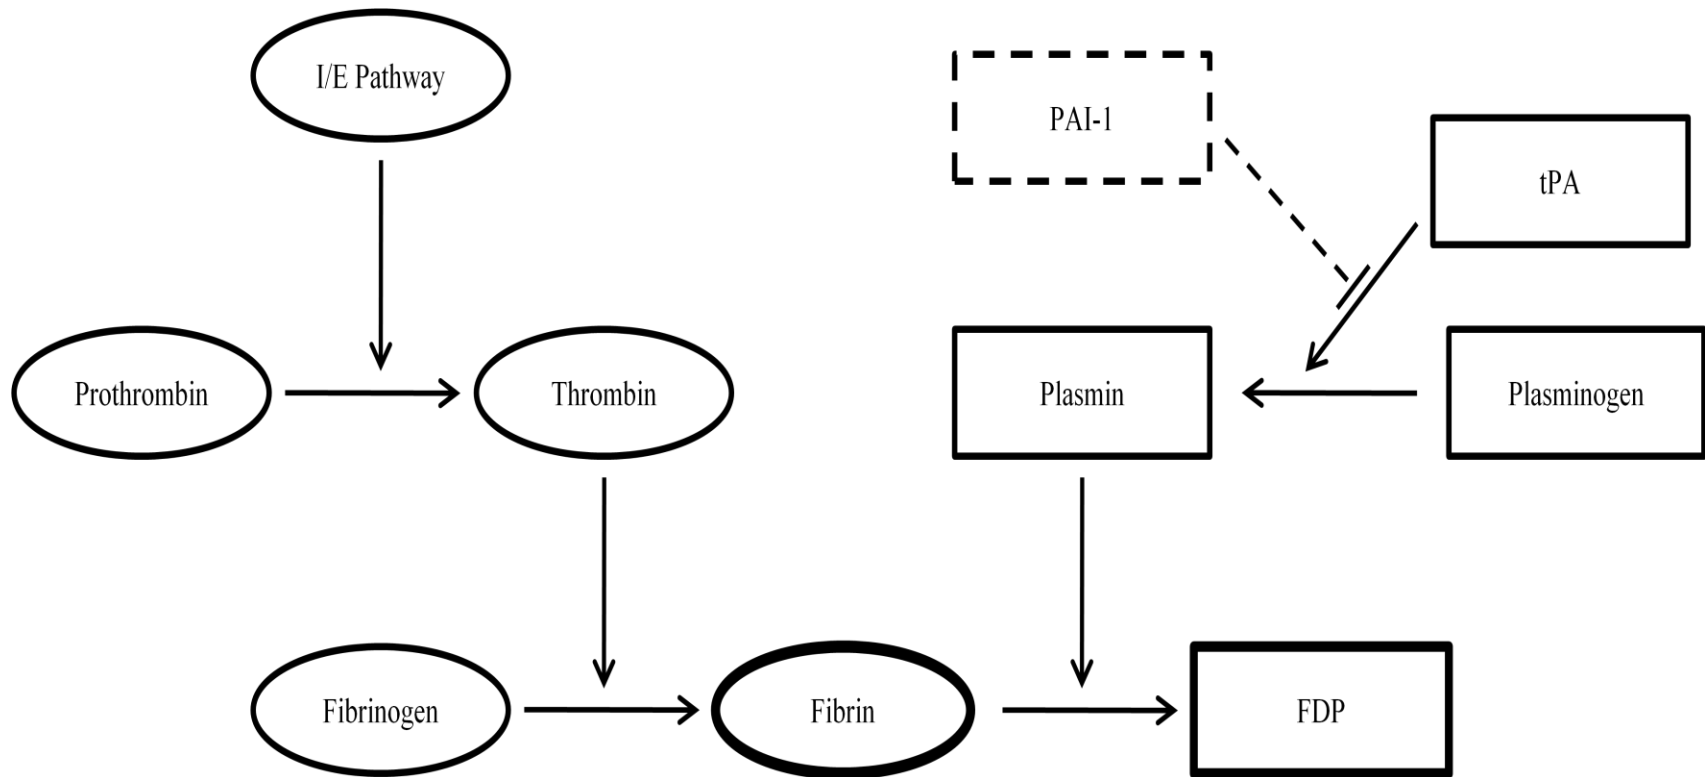 I/E Pathway
PAI-1
tPA
Prothrombin
Thrombin
Plasmin
Plasminogen
Fibrinogen
Fibrin
FDP